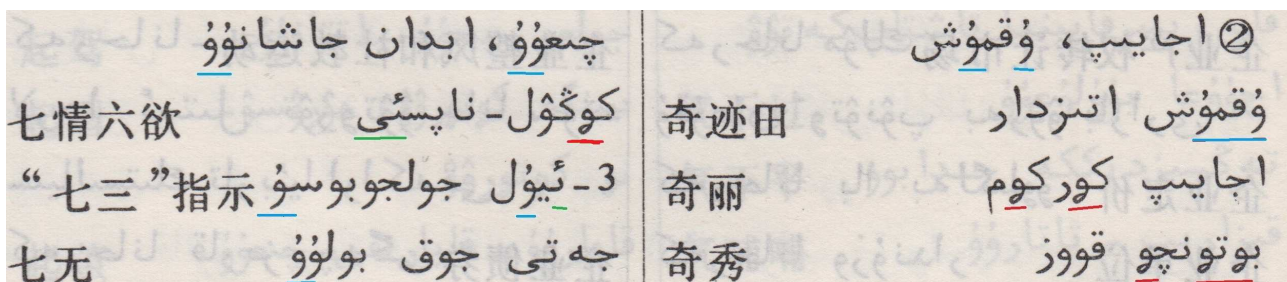 چىعۇۇ، ابدان جاشانۇۇ
七情六欲 كوڭۇل-ناپسئى
“七三”指示 3-ئيۇل جولجوبوسۇ
七无 جەتى جوق بولۇۇ
② اجايىپ، ۇقمۇش
奇迹田 ۇقمۇش اتىزدار
奇丽 اجايىپ كوركوم
奇秀 بوتونچو قووز